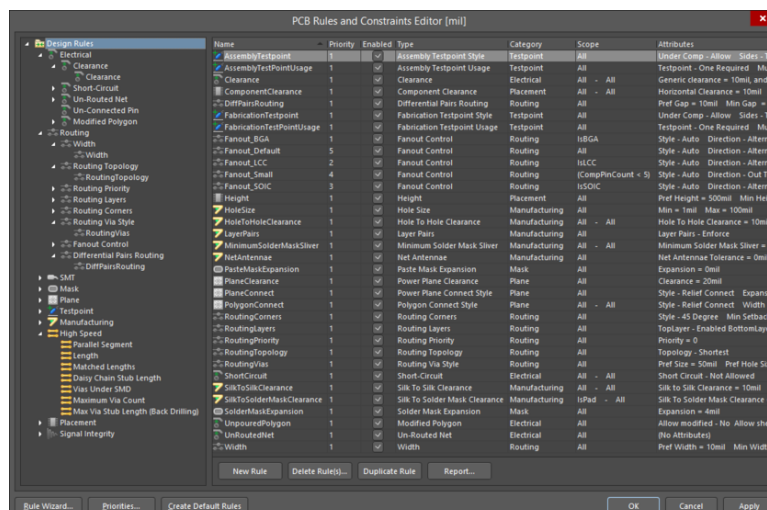 PCB Rules and Constraints Editor [mil]
Design Rules
Electrical
Clearance
Clearance
Short-Circuit
Un-Routed Net
Un-Connected Pin
Modified Polygon
Routing
Width
Width
Routing Topology
RoutingTopology
Routing Priority
Routing Layers
Routing Corners
Routing Via Style
RoutingVias
Fanout Control
Differential Pairs Routing
DiffPairsRouting
SMT
Mask
Plane
Testpoint
Manufacturing
High Speed
Parallel Segment
Length
Matched Lengths
Daisy Chain Stub Length
Vias Under SMD
Maximum Via Count
Max Via Stub Length (Back Drilling)
Placement
Signal Integrity
Name Priority Enabled Type Category Scope Attributes
AssemblyTestpoint 1 Assembly Testpoint Style Testpoint All Under Comp - Allow Sides - T
AssemblyTestPointUsage 1 Assembly Testpoint Usage Testpoint All Testpoint - One Required Mu
Clearance 1 Clearance Electrical All - All Generic clearance = 10mil, and
ComponentClearance 1 Component Clearance Placement All - All Horizontal Clearance = 10mil
DiffPairsRouting 1 Differential Pairs Routing Routing All Pref Gap = 10mil Min Gap =
FabricationTestpoint 1 Fabrication Testpoint Style Testpoint All Under Comp - Allow Sides - T
FabricationTestPointUsage 1 Fabrication Testpoint Usage Testpoint All Testpoint - One Required Mu
Fanout_BGA 1 Fanout Control Routing IsBGA Style - Auto Direction - Altern
Fanout_Default 5 Fanout Control Routing All Style - Auto Direction - Altern
Fanout_LCC 2 Fanout Control Routing IsLCC Style - Auto Direction - Altern
Fanout_Small 4 Fanout Control Routing (CompPinCount < 5) Style - Auto Direction - Out T
Fanout_SOIC 3 Fanout Control Routing IsSOIC Style - Auto Direction - Altern
Height 1 Height Placement All Pref Height = 500mil Min Hei
HoleSize 1 Hole Size Manufacturing All Min = 1mil Max = 100mil
HoleToHoleClearance 1 Hole To Hole Clearance Manufacturing All - All Hole To Hole Clearance = 10mi
LayerPairs 1 Layer Pairs Manufacturing All Layer Pairs - Enforce
MinimumSolderMaskSliver 1 Minimum Solder Mask Sliver Manufacturing All - All Minimum Solder Mask Sliver =
NetAntennae 1 Net Antennae Manufacturing All Net Antennae Tolerance = 0mi
PasteMaskExpansion 1 Paste Mask Expansion Mask All Expansion = 0mil
PlaneClearance 1 Power Plane Clearance Plane All Clearance = 20mil
PlaneConnect 1 Power Plane Connect Style Plane All Style - Relief Connect Expans
PolygonConnect 1 Polygon Connect Style Plane All - All Style - Relief Connect Width
RoutingCorners 1 Routing Corners Routing All Style - 45 Degree Min Setbac
RoutingLayers 1 Routing Layers Routing All TopLayer - Enabled BottomLay
RoutingPriority 1 Routing Priority Routing All Priority = 0
RoutingTopology 1 Routing Topology Routing All Topology - Shortest
RoutingVias 1 Routing Via Style Routing All Pref Size = 50mil Pref Hole Si
ShortCircuit 1 Short-Circuit Electrical All - All Short Circuit - Not Allowed
SilkToSilkClearance 1 Silk To Silk Clearance Manufacturing All - All Silk to Silk Clearance = 10mil
SilkToSolderMaskClearance 1 Silk To Solder Mask Clearance Manufacturing IsPad - All Silk To Solder Mask Clearance
SolderMaskExpansion 1 Solder Mask Expansion Mask All Expansion = 4mil
UnpouredPolygon 1 Modified Polygon Electrical All Allow modified - No Allow she
UnRoutedNet 1 Un-Routed Net Electrical All (No Attributes)
Width 1 Width Routing All Pref Width = 10mil Min Widt
New Rule Delete Rule(s)... Duplicate Rule Report...
Rule Wizard... Priorities... Create Default Rules OK Cancel Apply